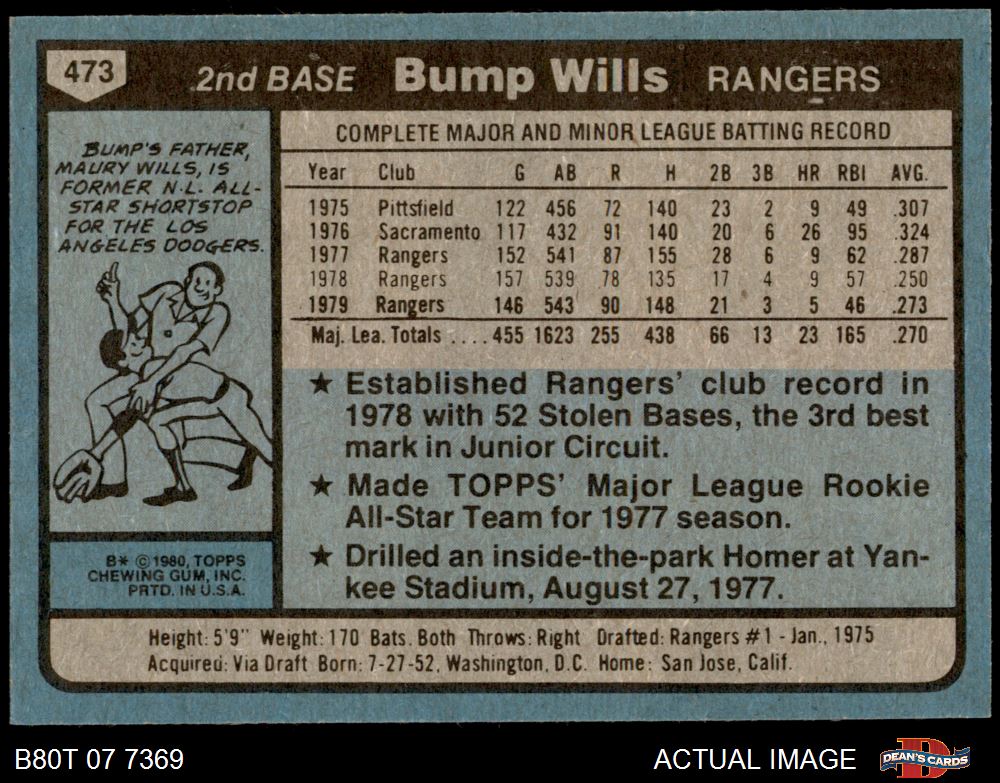 473
2nd BASE Bump Wills RANGERS
BUMP'S FATHER,
MAURY WILLS, IS
FORMER N.L. ALL-
STAR SHORTSTOP
FOR THE LOS
ANGELES DODGERS.
COMPLETE MAJOR AND MINOR LEAGUE BATTING RECORD
Year Club G AB R H 2B 3B HR RBI AVG.
1975 Pittsfield 122 456 72 140 23 2 9 49 .307
1976 Sacramento 117 432 91 140 20 6 26 95 .324
1977 Rangers 152 541 87 155 28 6 9 62 .287
1978 Rangers 157 539 78 135 17 4 9 57 .250
1979 Rangers 146 543 90 148 21 3 5 46 .273
Maj. Lea. Totals .... 455 1623 255 438 66 13 23 165 .270
★ Established Rangers' club record in
1978 with 52 Stolen Bases, the 3rd best
mark in Junior Circuit.
★ Made TOPPS' Major League Rookie
All-Star Team for 1977 season.
★ Drilled an inside-the-park Homer at Yan-
kee Stadium, August 27, 1977.
B* ©1980, TOPPS
CHEWING GUM, INC.
PRTD. IN U.S.A.
Height: 5'9" Weight: 170 Bats. Both Throws: Right Drafted: Rangers #1 - Jan., 1975
Acquired: Via Draft Born: 7-27-52, Washington, D.C. Home: San Jose, Calif.
B80T 07 7369
ACTUAL IMAGE
D
DEAN'S CARDS